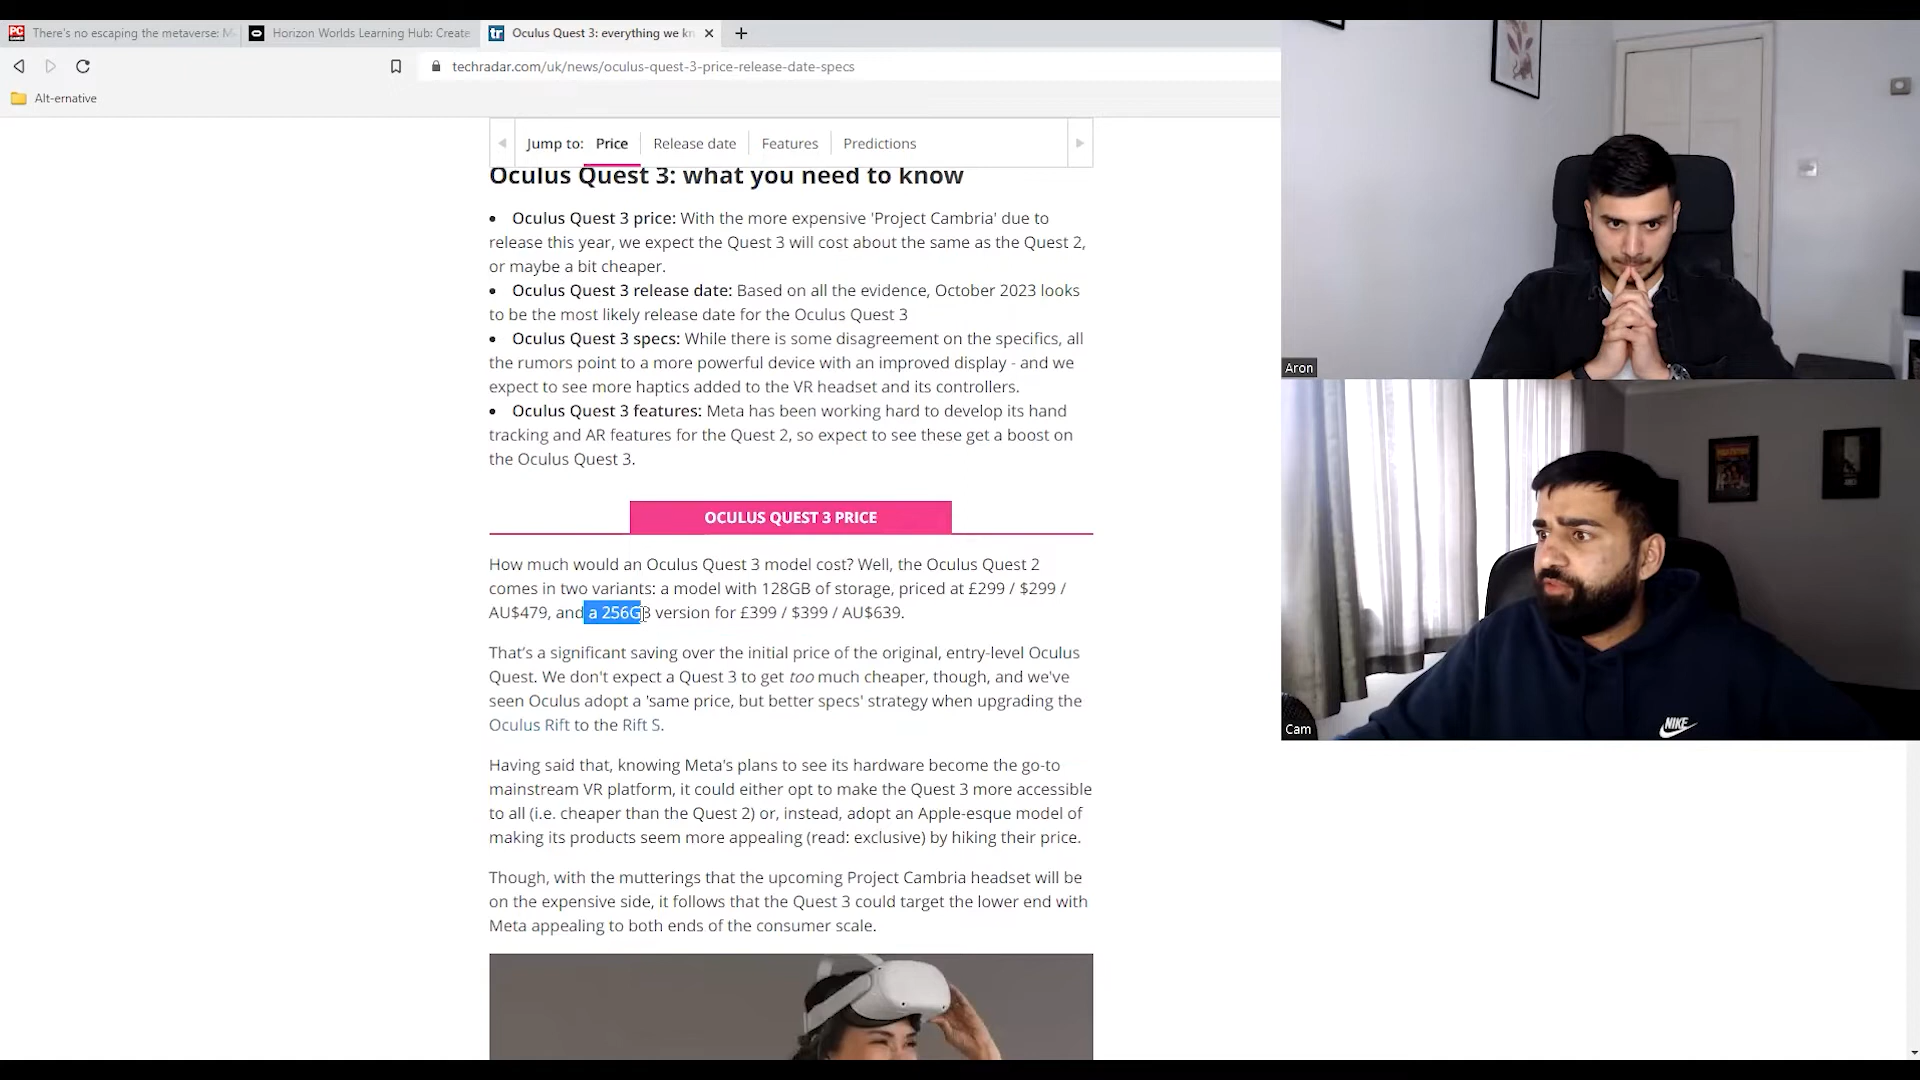 There's no escaping the metaverse: M
Horizon Worlds Learning Hub: Create
Oculus Quest 3: everything we kn
techradar.com/uk/news/oculus-quest-3-price-release-date-specs
Alt-ernative
Jump to: Price Release date Features Predictions
Oculus Quest 3: what you need to know
• Oculus Quest 3 price: With the more expensive 'Project Cambria' due to
release this year, we expect the Quest 3 will cost about the same as the Quest 2,
or maybe a bit cheaper.
• Oculus Quest 3 release date: Based on all the evidence, October 2023 looks
to be the most likely release date for the Oculus Quest 3
• Oculus Quest 3 specs: While there is some disagreement on the specifics, all
the rumors point to a more powerful device with an improved display - and we
expect to see more haptics added to the VR headset and its controllers.
• Oculus Quest 3 features: Meta has been working hard to develop its hand
tracking and AR features for the Quest 2, so expect to see these get a boost on
the Oculus Quest 3.
OCULUS QUEST 3 PRICE
How much would an Oculus Quest 3 model cost? Well, the Oculus Quest 2
comes in two variants: a model with 128GB of storage, priced at £299 / $299 /
AU$479, and a 256GB version for £399 / $399 / AU$639.
That's a significant saving over the initial price of the original, entry-level Oculus
Quest. We don't expect a Quest 3 to get too much cheaper, though, and we've
seen Oculus adopt a 'same price, but better specs' strategy when upgrading the
Oculus Rift to the Rift S.
Having said that, knowing Meta's plans to see its hardware become the go-to
mainstream VR platform, it could either opt to make the Quest 3 more accessible
to all (i.e. cheaper than the Quest 2) or, instead, adopt an Apple-esque model of
making its products seem more appealing (read: exclusive) by hiking their price.
Though, with the mutterings that the upcoming Project Cambria headset will be
on the expensive side, it follows that the Quest 3 could target the lower end with
Meta appealing to both ends of the consumer scale.
Aron
NIKE
Cam